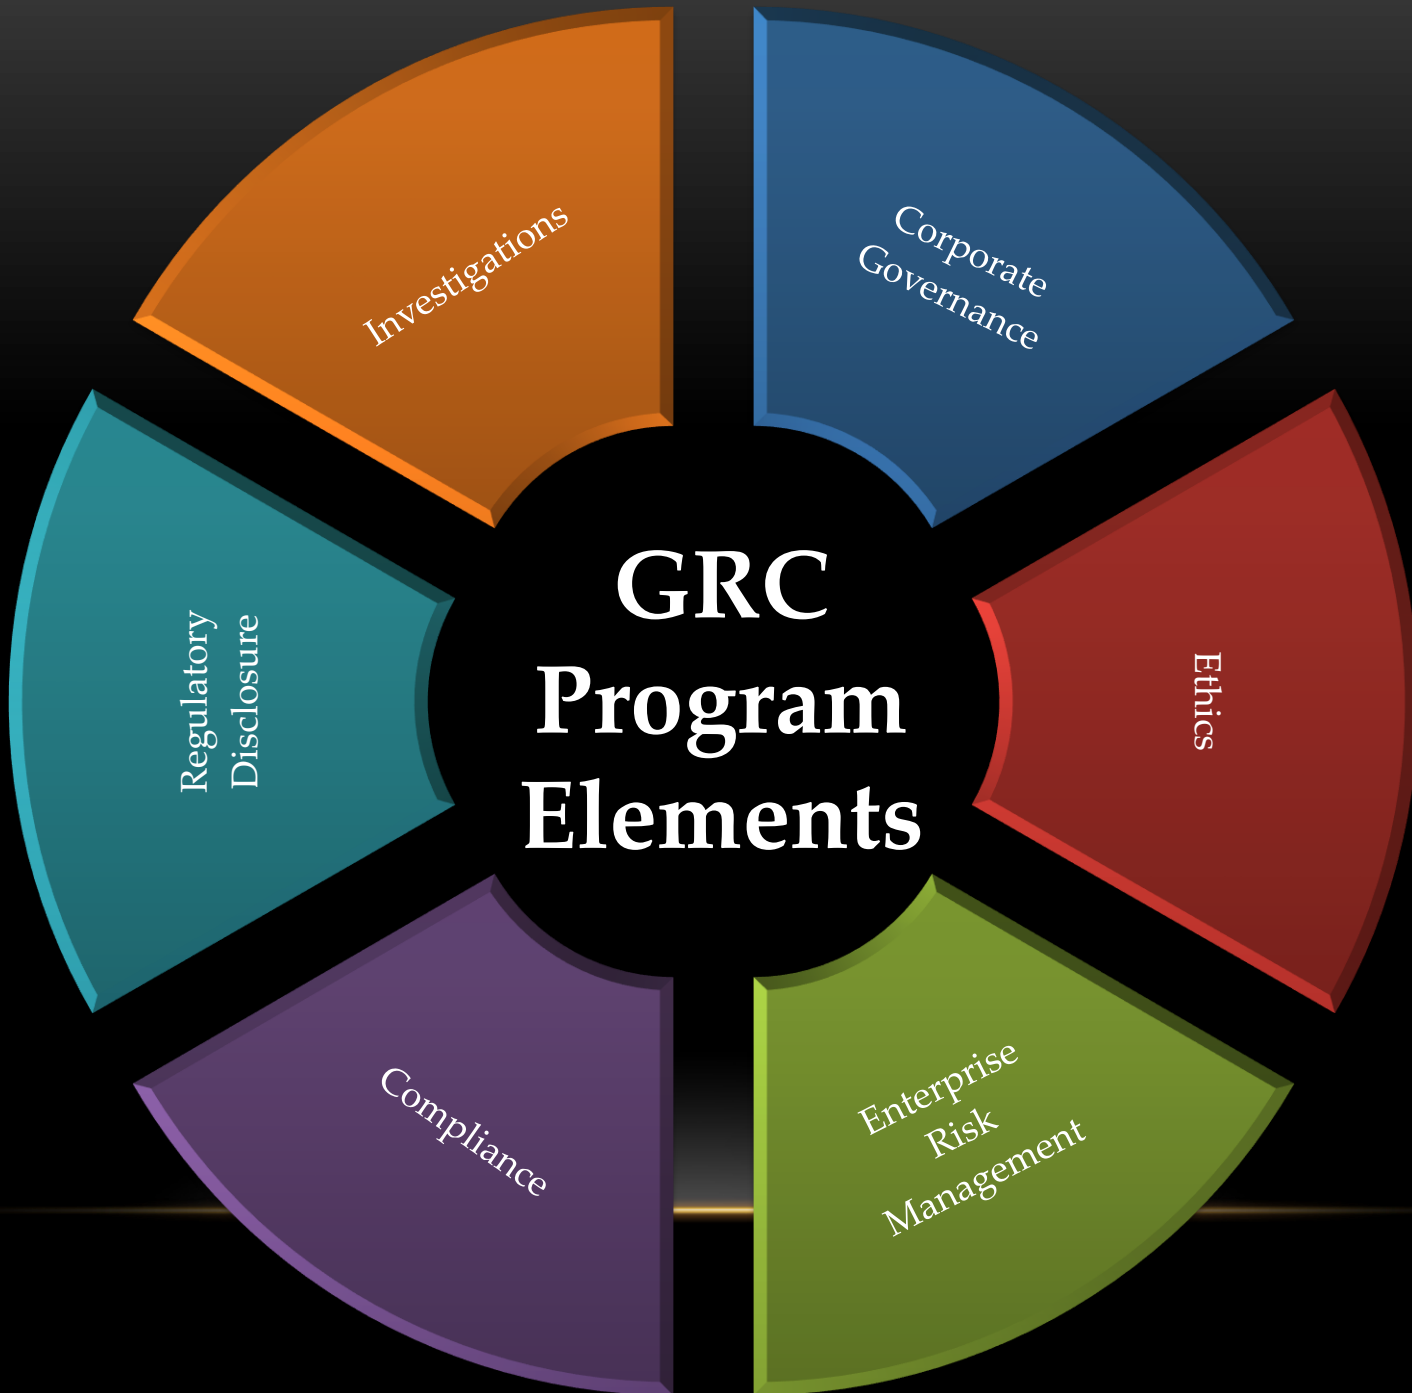 GRC
Program
Elements
Corporate
Governance
Ethics
Enterprise
Risk
Management
Compliance
Regulatory
Disclosure
Investigations